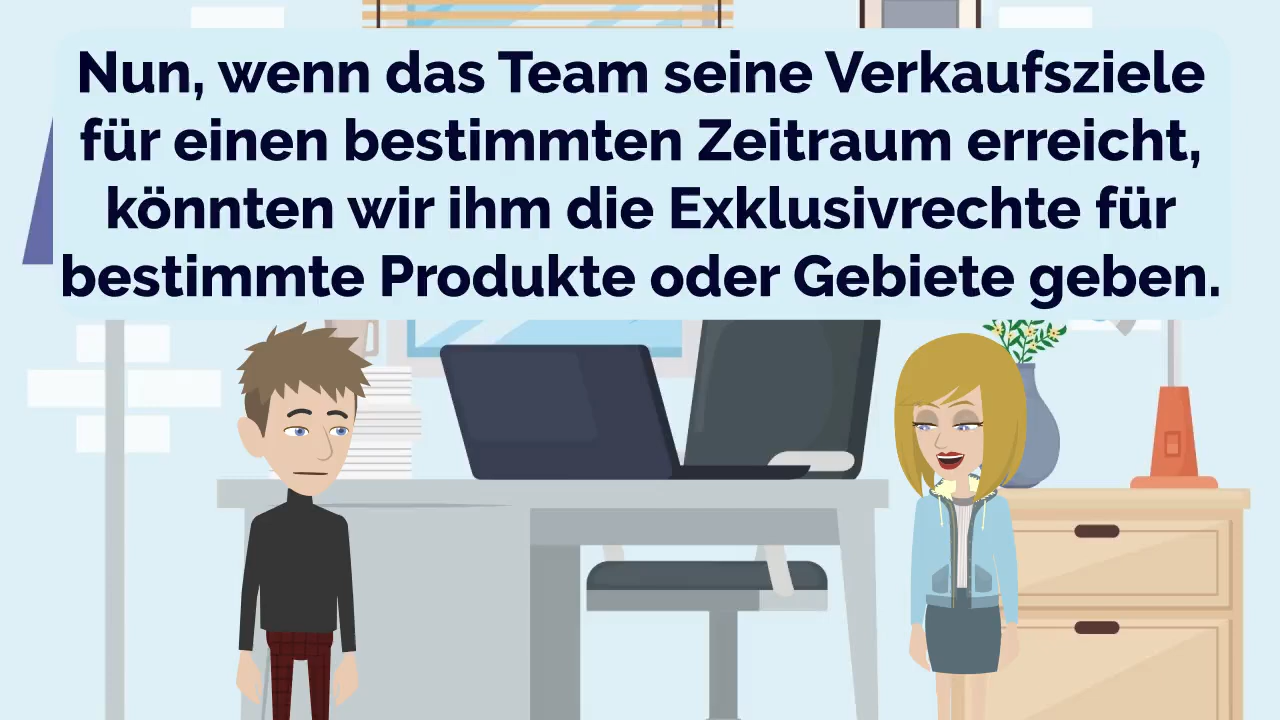 Nun, wenn das Team seine Verkaufsziele
für einen bestimmten Zeitraum erreicht,
könnten wir ihm die Exklusivrechte für
bestimmte Produkte oder Gebiete geben.